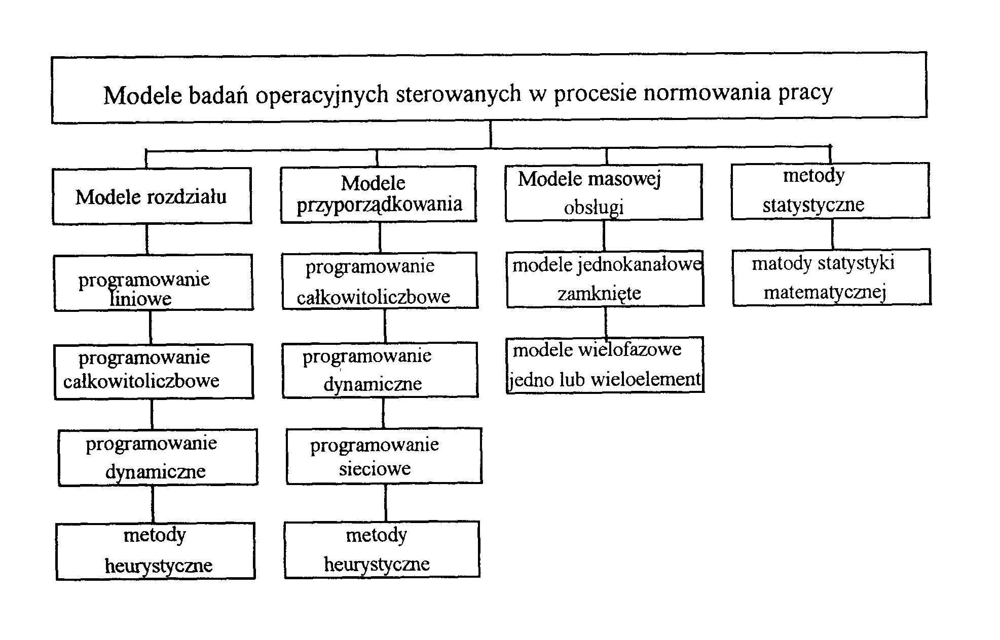 Modele badań operacyjnych sterowanych w procesie normowania pracy
Modele rozdziału
programowanie
liniowe
programowanie
całkowitoliczbowe
programowanie
dynamiczne
metody
heurystyczne
Modele
przyporządkowania
programowanie
całkowitoliczbowe
programowanie
dynamiczne
programowanie
sieciowe
metody
heurystyczne
Modele masowej
obsługi
modele jednokanałowe
zamknięte
modele wielofazowe
jedno lub wieloelement
metody
statystyczne
matody statystyki
matematycznej